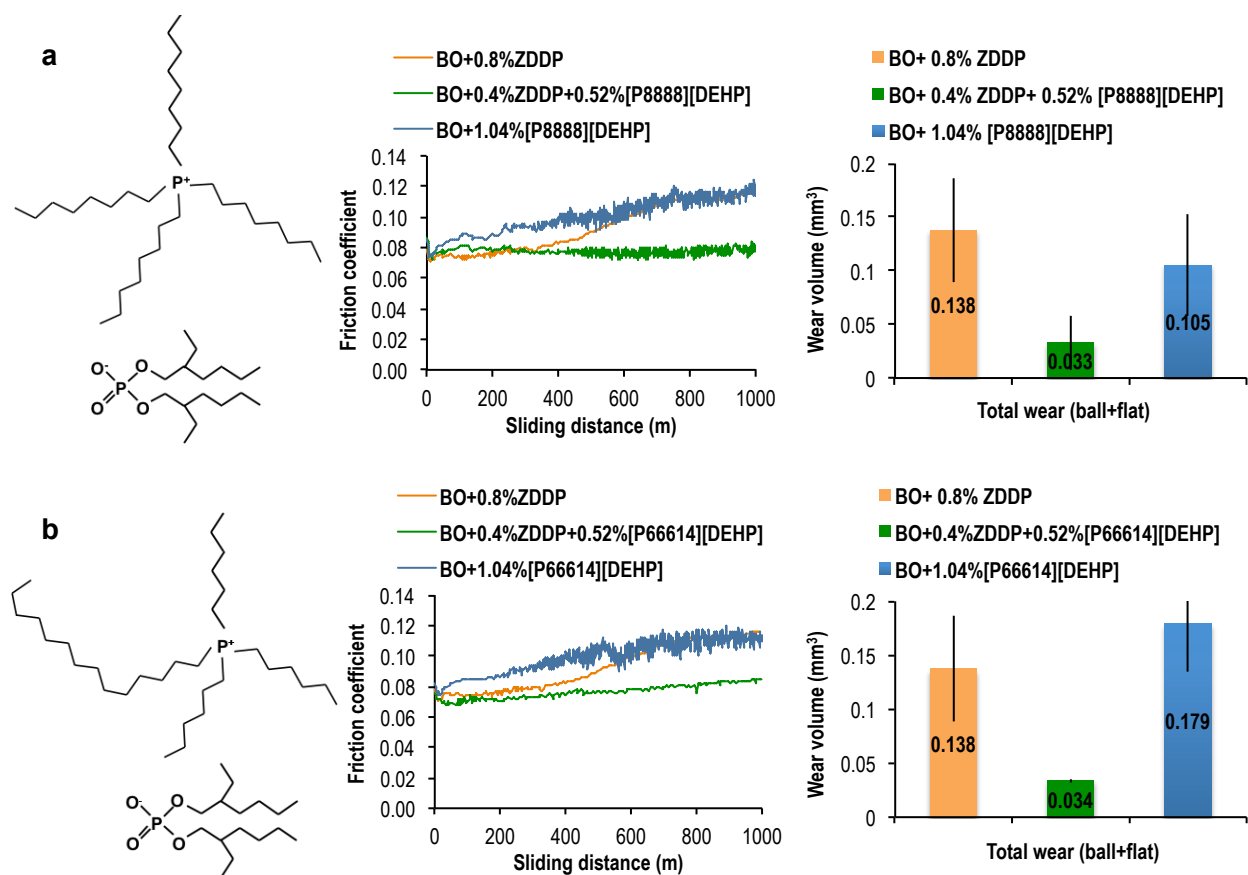 a
P+
O-
P
O
O
O
BO+0.8%ZDDP
BO+0.4%ZDDP+0.52%[P8888][DEHP]
BO+1.04%[P8888][DEHP]
Friction coefficient
0.14
0.12
0.10
0.08
0.06
0.04
0.02
0.00
0 200 400 600 800 1000
Sliding distance (m)
BO+ 0.8% ZDDP
BO+ 0.4% ZDDP+ 0.52% [P8888][DEHP]
BO+ 1.04% [P8888][DEHP]
Wear volume (mm³)
0.2
0.15
0.1
0.05
0
0.138
0.033
0.105
Total wear (ball+flat)
b
P+
O-
P
O
O
O
BO+0.8%ZDDP
BO+0.4%ZDDP+0.52%[P66614][DEHP]
BO+1.04%[P66614][DEHP]
Friction coefficient
0.14
0.12
0.10
0.08
0.06
0.04
0.02
0.00
0 200 400 600 800 1000
Sliding distance (m)
BO+ 0.8% ZDDP
BO+0.4%ZDDP+0.52%[P66614][DEHP]
BO+1.04%[P66614][DEHP]
Wear volume (mm³)
0.2
0.15
0.1
0.05
0
0.138
0.034
0.179
Total wear (ball+flat)